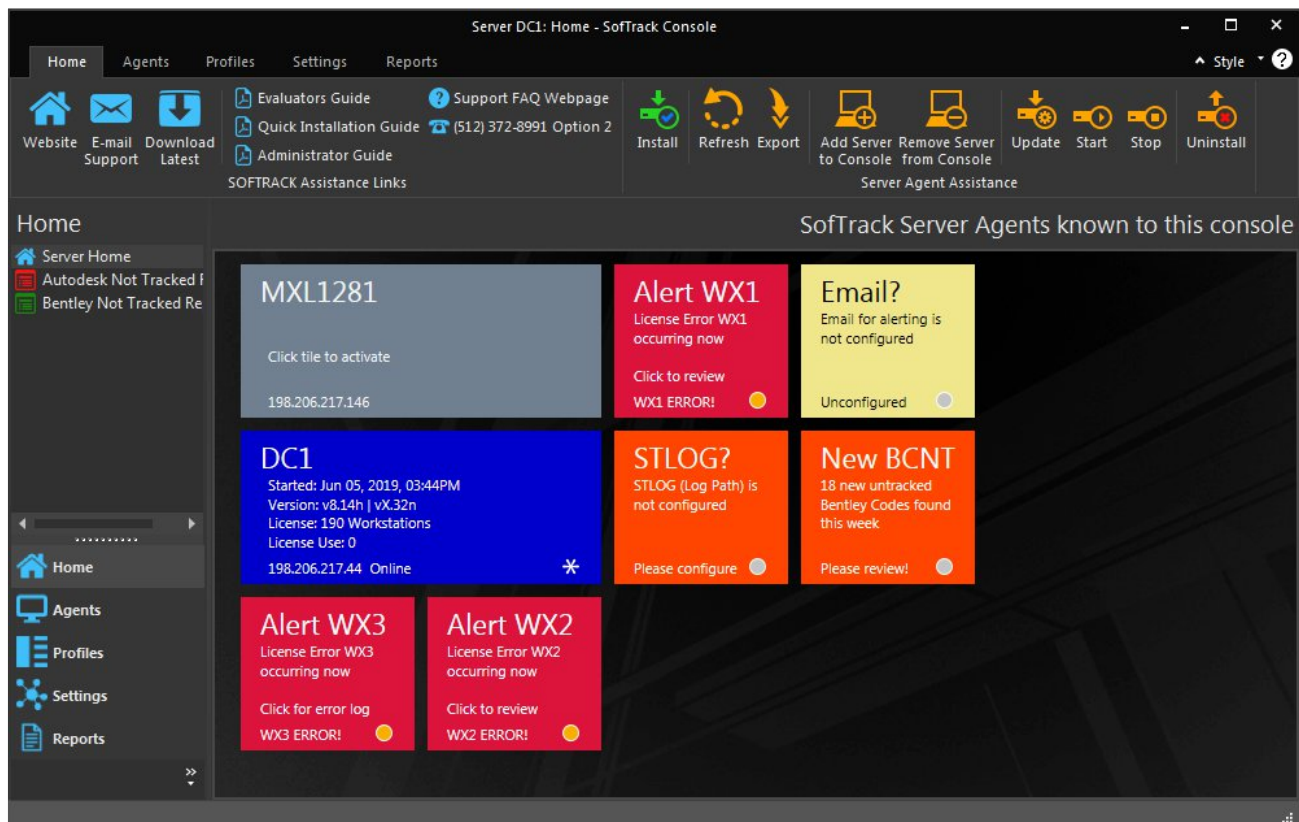 Server DC1: Home - SofTrack Console
Home Agents Profiles Settings Reports
Style
Website
E-mail Support
Download Latest
Evaluators Guide
Quick Installation Guide
Administrator Guide
Support FAQ Webpage
(512) 372-8991 Option 2
SOFTRACK Assistance Links
Install
Refresh
Export
Add Server to Console
Remove Server from Console
Update
Start
Stop
Uninstall
Server Agent Assistance
Home
SofTrack Server Agents known to this console
Server Home
Autodesk Not Tracked
Bentley Not Tracked Re
Home
Agents
Profiles
Settings
Reports
MXL1281
Click tile to activate
198.206.217.146
Alert WX1
License Error WX1
occurring now
Click to review
WX1 ERROR!
Email?
Email for alerting is
not configured
Unconfigured
DC1
Started: Jun 05, 2019, 03:44PM
Version: v8.14h | vX.32n
License: 190 Workstations
License Use: 0
198.206.217.44 Online
STLOG?
STLOG (Log Path) is
not configured
Please configure
New BCNT
18 new untracked
Bentley Codes found
this week
Please review!
Alert WX3
License Error WX3
occurring now
Click for error log
WX3 ERROR!
Alert WX2
License Error WX2
occurring now
Click to review
WX2 ERROR!